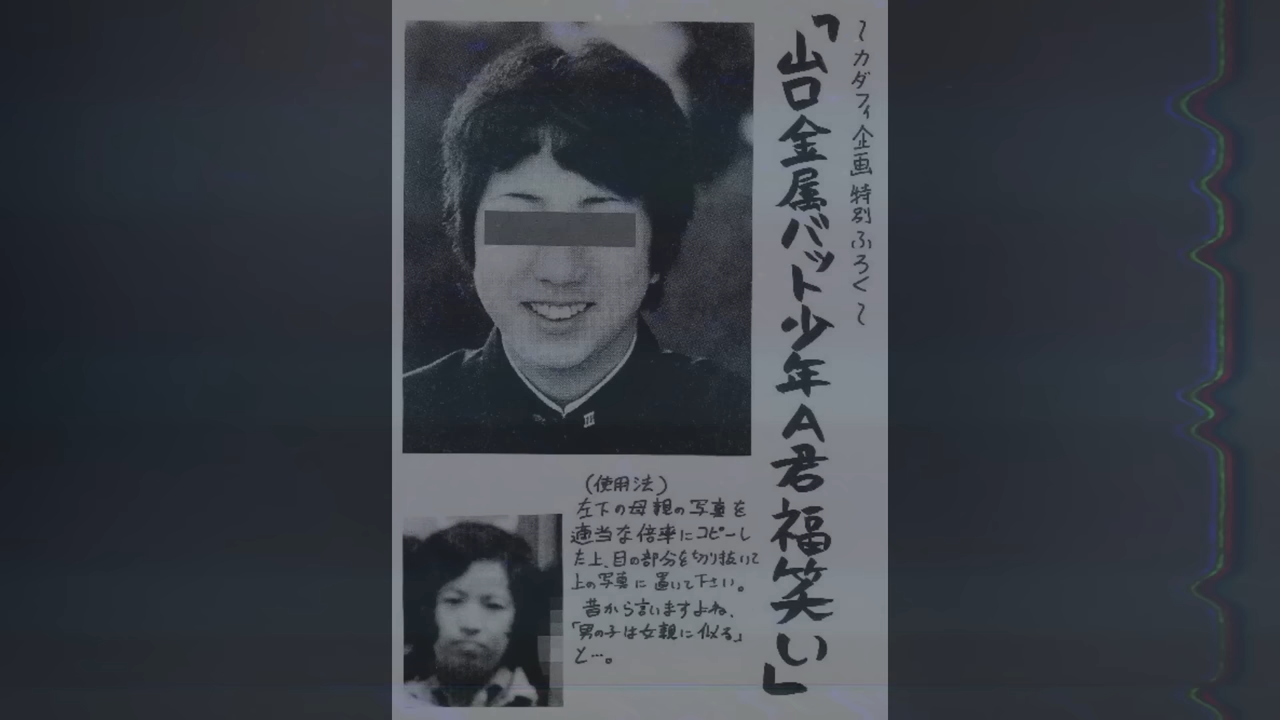 ～カダフィ企画 特別ふろく～
「山口金属バット少年A君福笑い」
（使用法）
左下の母親の写真を
適当な倍率にコピーし
た上、目の部分を切り抜いて
上の写真に置いて下さい。
昔から言いますよね、
「男の子は女親に似る」
と…。
III